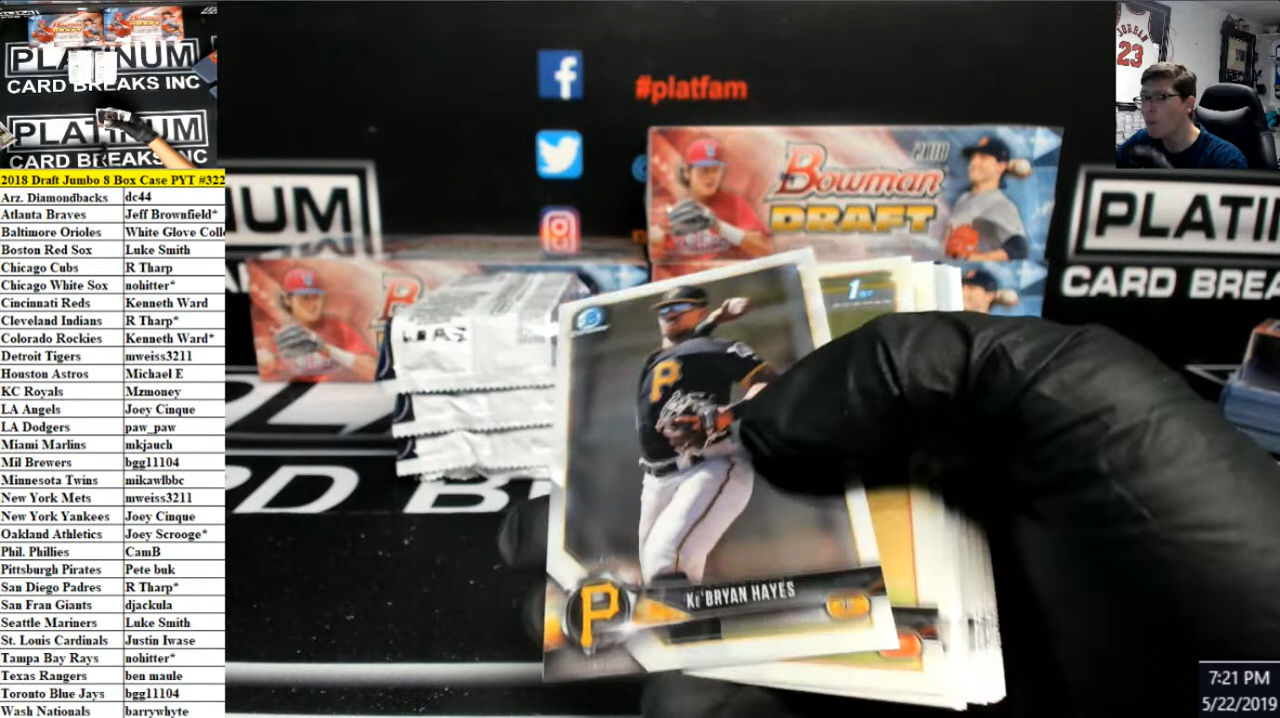 PLATINUM
CARD BREAKS INC
PLATINUM
CARD BREAKS INC
2018 Draft Jumbo 8 Box Case PYT #322
Arz. Diamondbacks dc44
Atlanta Braves Jeff Brownfield*
Baltimore Orioles White Glove Coll
Boston Red Sox Luke Smith
Chicago Cubs R Tharp
Chicago White Sox nohitter*
Cincinnati Reds Kenneth Ward
Cleveland Indians R Tharp*
Colorado Rockies Kenneth Ward*
Detroit Tigers mweiss3211
Houston Astros Michael E
KC Royals Mzmoney
LA Angels Joey Cinque
LA Dodgers paw_paw
Miami Marlins mkjauch
Mil Brewers bgg11104
Minnesota Twins mikawlbbc
New York Mets mweiss3211
New York Yankees Joey Cinque
Oakland Athletics Joey Scrooge*
Phil. Phillies CamB
Pittsburgh Pirates Pete buk
San Diego Padres R Tharp*
San Fran Giants djackula
Seattle Mariners Luke Smith
St. Louis Cardinals Justin Iwase
Tampa Bay Rays nohitter*
Texas Rangers ben maule
Toronto Blue Jays bgg11104
Wash Nationals barrywhyte
#platfam
2018
Bowman
DRAFT
NUM
PLATI
CARD BREA
1ST
P
KE'BRYAN HAYES
P
D BR
JORDAN
23
7:21 PM
5/22/2019